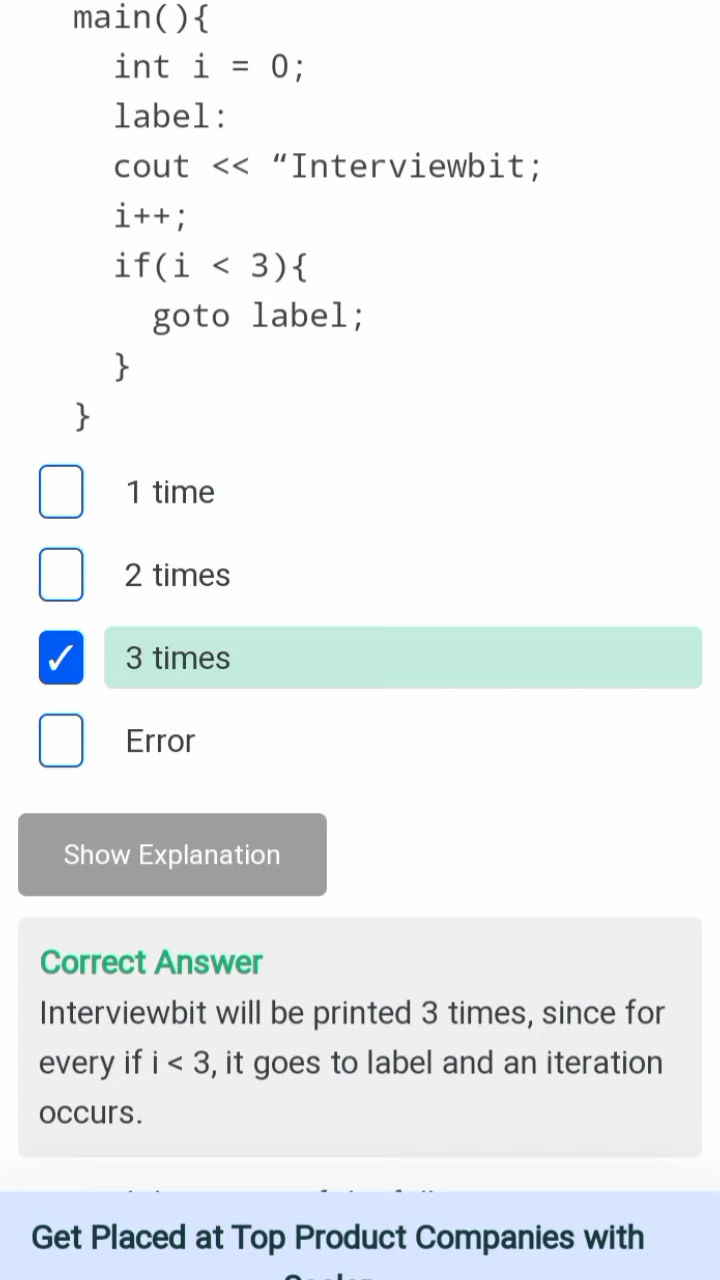 main(){
int i = 0;
label:
cout << “Interviewbit;
i++;
if(i < 3){
goto label;
}
}
1 time
2 times
3 times
Error
Show Explanation
Correct Answer
Interviewbit will be printed 3 times, since for
every if i < 3, it goes to label and an iteration
occurs.
Get Placed at Top Product Companies with